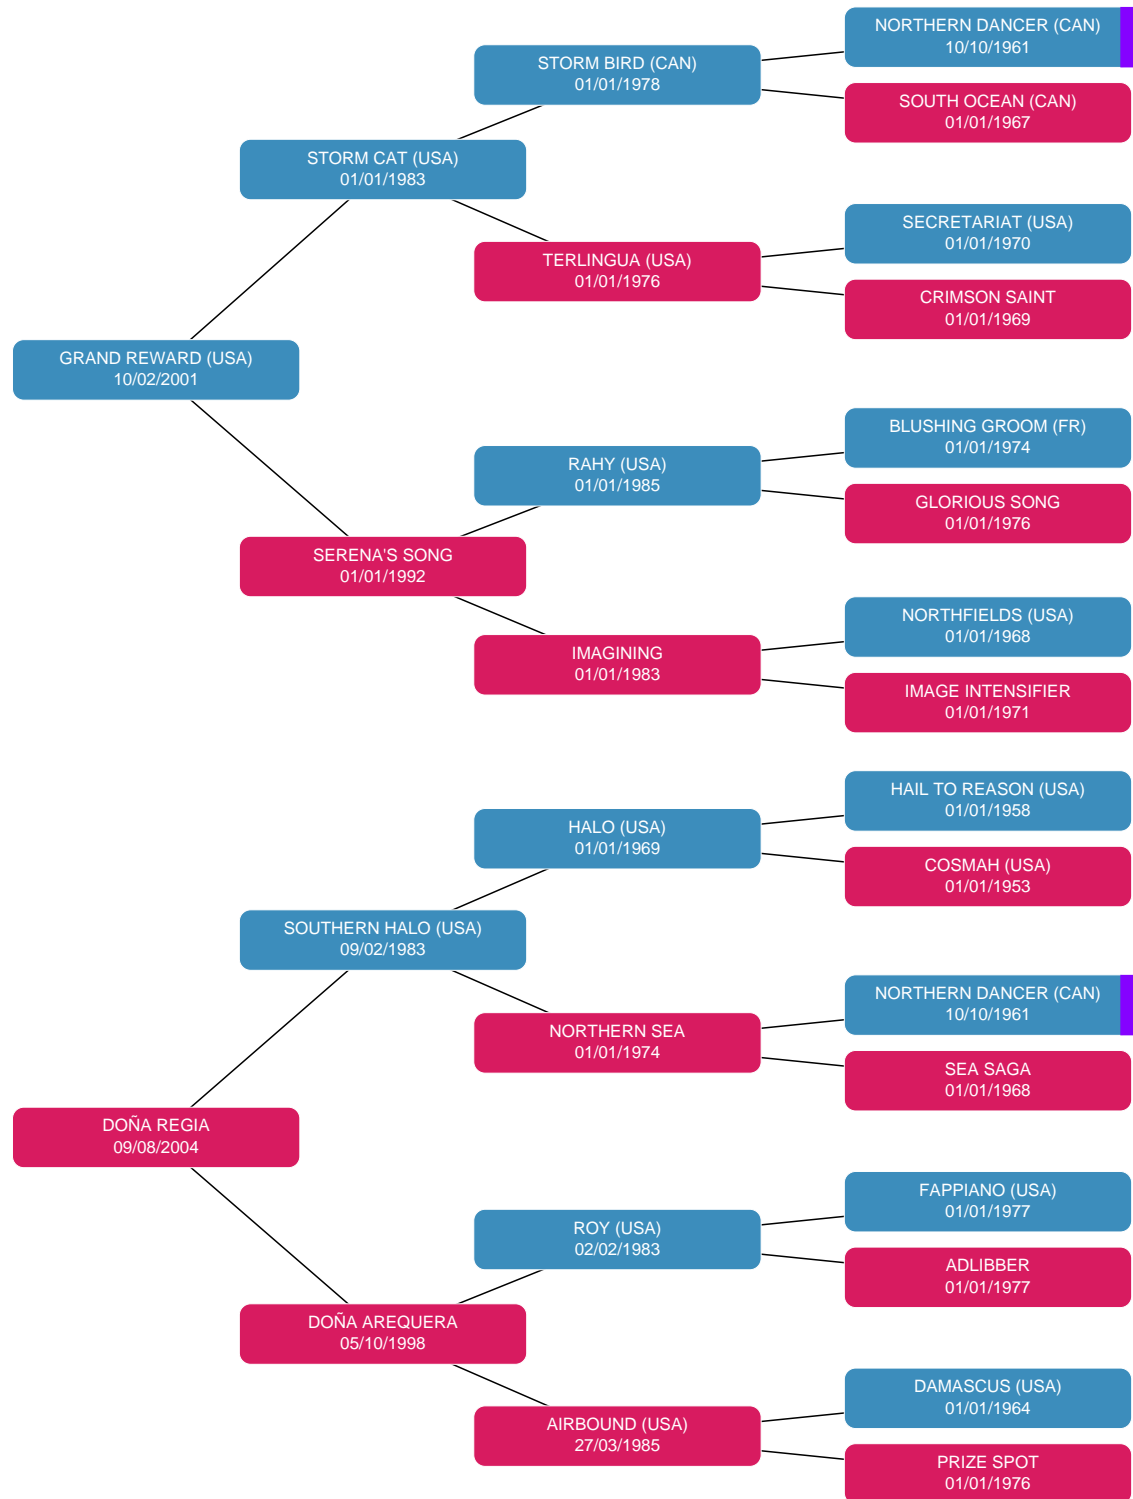 NORTHERN DANCER (CAN)
10/10/1961
STORM BIRD (CAN)
01/01/1978
SOUTH OCEAN (CAN)
01/01/1967
STORM CAT (USA)
01/01/1983
SECRETARIAT (USA)
01/01/1970
TERLINGUA (USA)
01/01/1976
CRIMSON SAINT
01/01/1969
GRAND REWARD (USA)
10/02/2001
BLUSHING GROOM (FR)
01/01/1974
RAHY (USA)
01/01/1985
GLORIOUS SONG
01/01/1976
SERENA'S SONG
01/01/1992
NORTHFIELDS (USA)
01/01/1968
IMAGINING
01/01/1983
IMAGE INTENSIFIER
01/01/1971
HAIL TO REASON (USA)
01/01/1958
HALO (USA)
01/01/1969
COSMAH (USA)
01/01/1953
SOUTHERN HALO (USA)
09/02/1983
NORTHERN DANCER (CAN)
10/10/1961
NORTHERN SEA
01/01/1974
SEA SAGA
01/01/1968
DOÑA REGIA
09/08/2004
FAPPIANO (USA)
01/01/1977
ROY (USA)
02/02/1983
ADLIBBER
01/01/1977
DOÑA AREQUERA
05/10/1998
DAMASCUS (USA)
01/01/1964
AIRBOUND (USA)
27/03/1985
PRIZE SPOT
01/01/1976